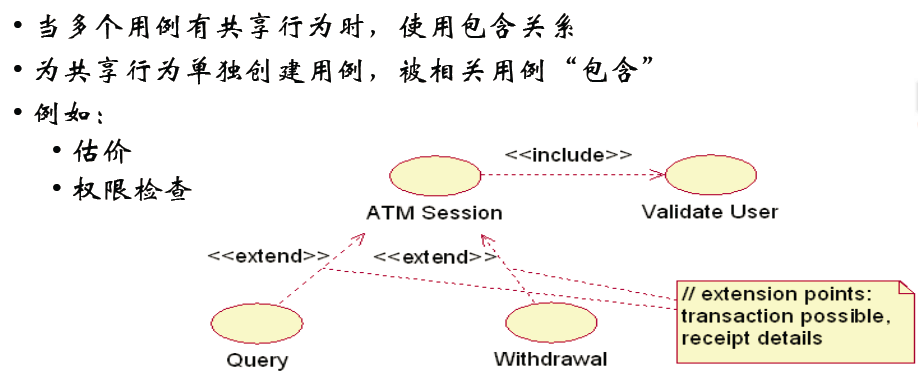 • 当多个用例有共享行为时，使用包含关系
• 为共享行为单独创建用例，被相关用例“包含”
• 例如：
• 估价
• 权限检查
<<include>>
ATM Session
Validate User
<<extend>>
<<extend>>
// extension points:
transaction possible,
receipt details
Query
Withdrawal